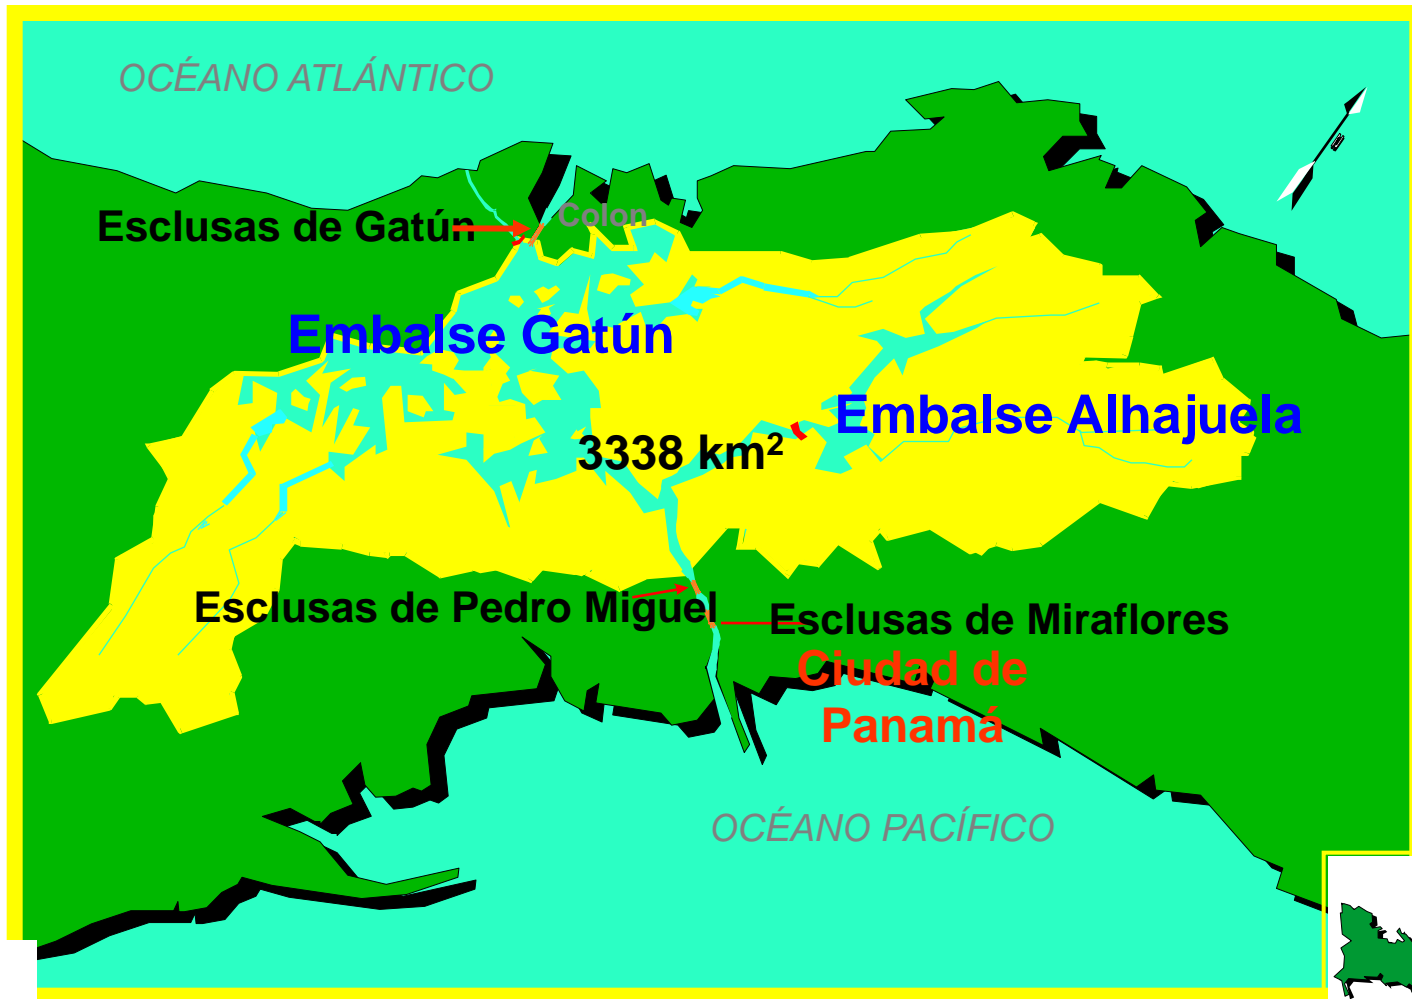 OCÉANO ATLÁNTICO
Colon
Esclusas de Gatún
Embalse Gatún
Embalse Alhajuela
3338 km²
Esclusas de Pedro Miguel
Esclusas de Miraflores
Ciudad de
Panamá
OCÉANO PACÍFICO